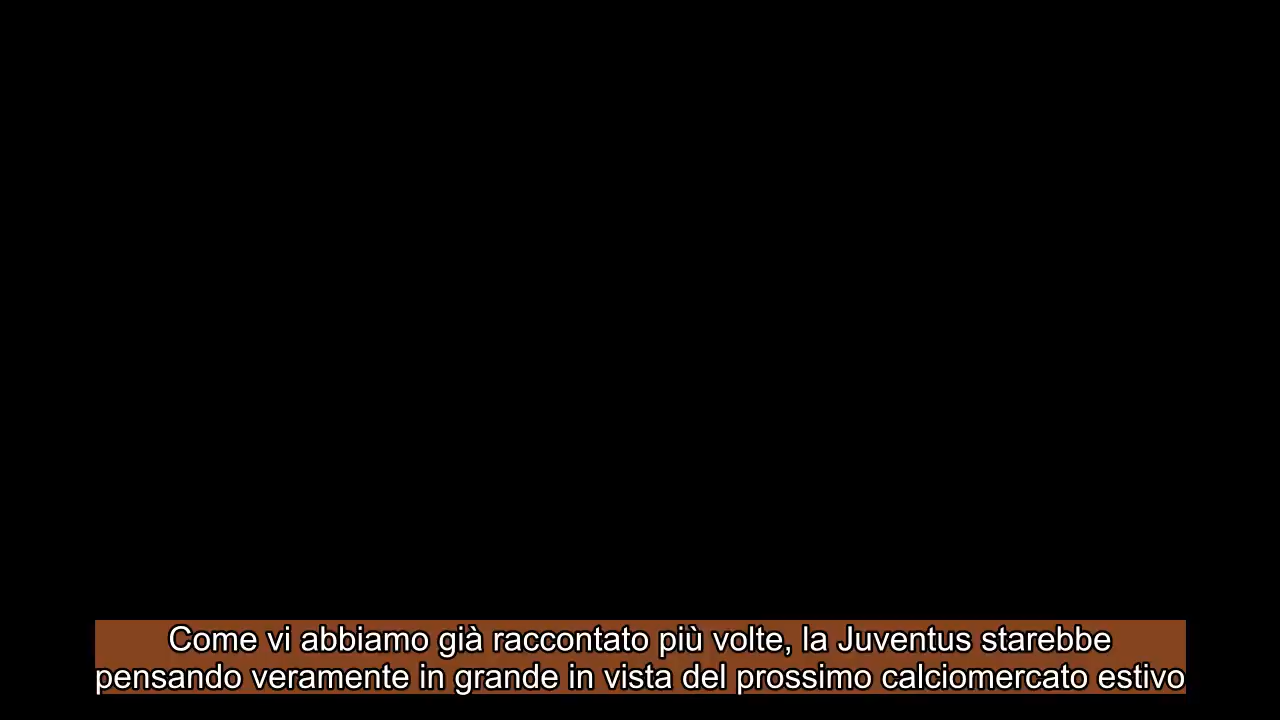 Come vi abbiamo già raccontato più volte, la Juventus starebbe
pensando veramente in grande in vista del prossimo calciomercato estivo